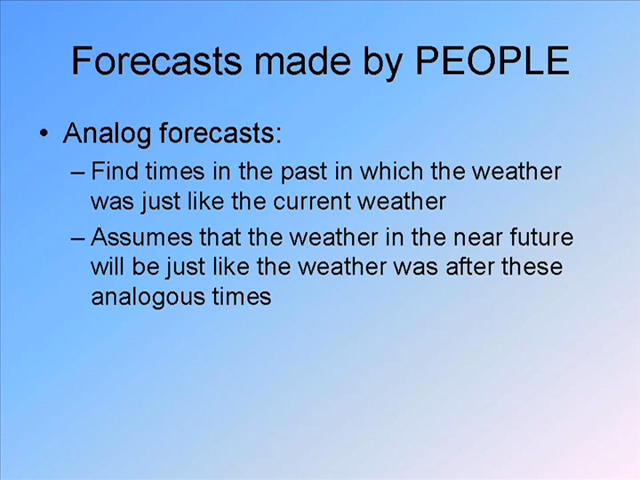 Forecasts made by PEOPLE
• Analog forecasts:
– Find times in the past in which the weather
was just like the current weather
– Assumes that the weather in the near future
will be just like the weather was after these
analogous times